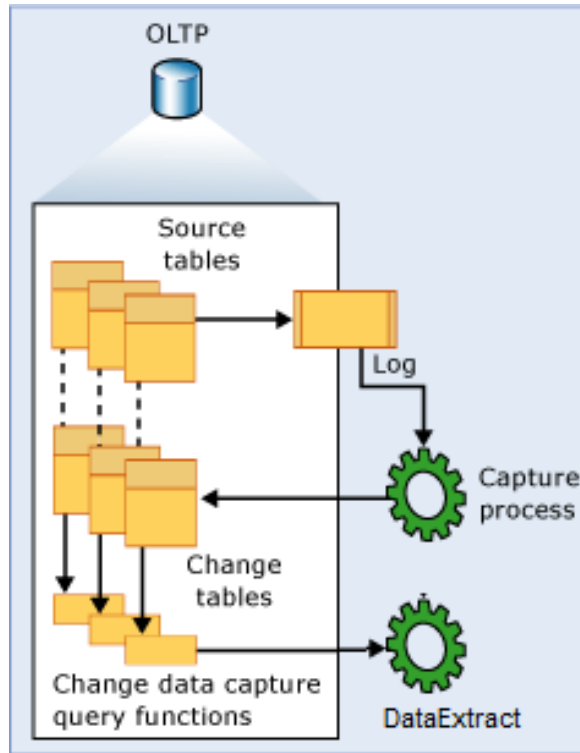 OLTP
Source
tables
Log
Capture
process
Change
tables
Change data capture
query functions
DataExtract